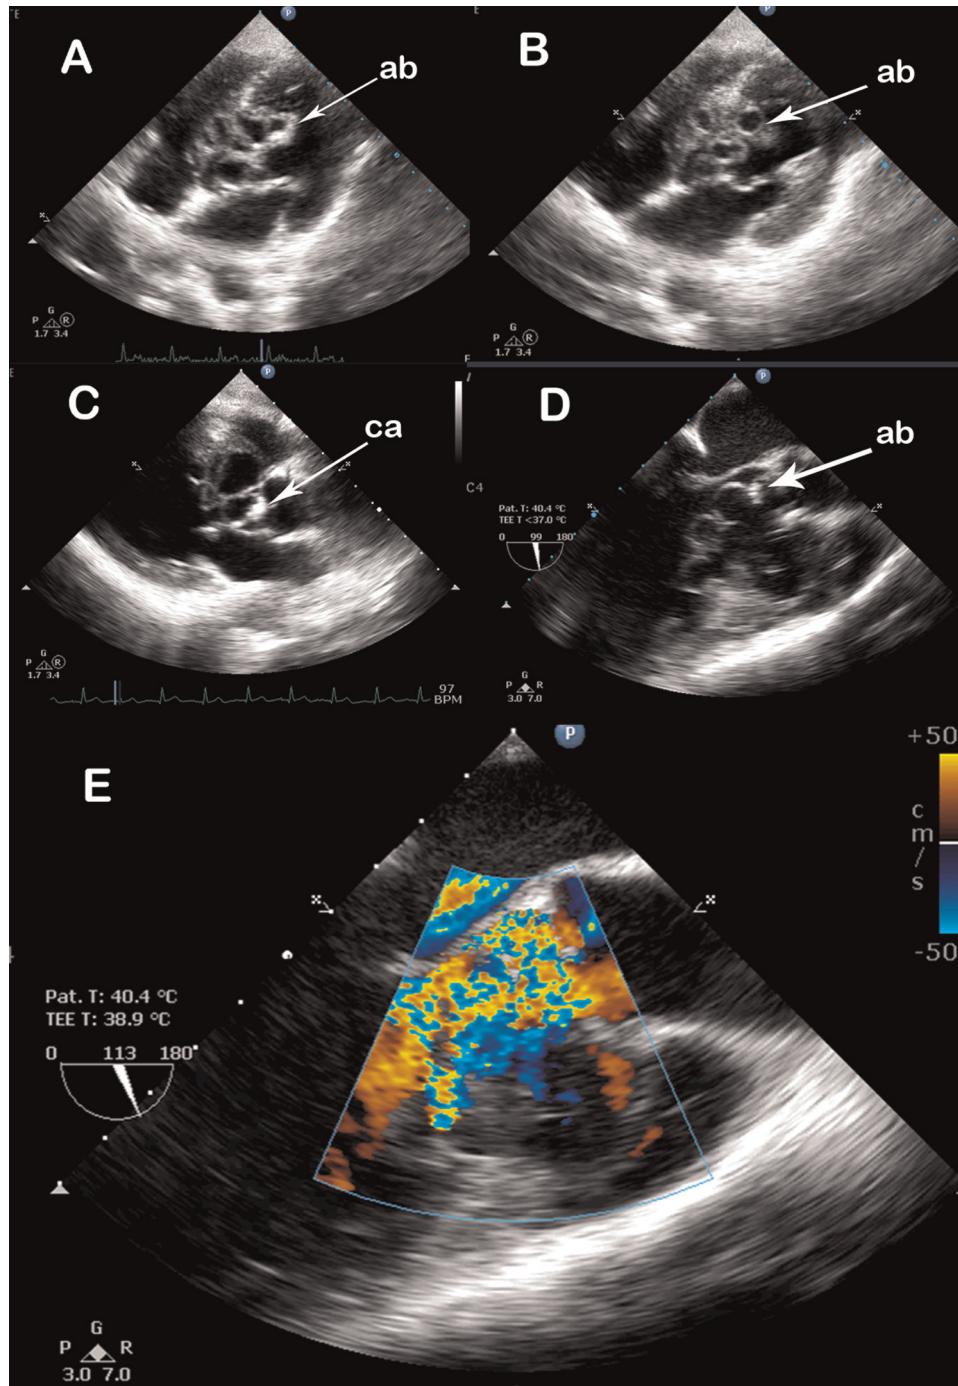 E
P
A
ab
G
P R
1.7 3.4
E
P
B
ab
G
P R
1.7 3.4
P
C
ca
G
P R
1.7 3.4
97
BPM
P
D
ab
C4
Pat. T: 40.4 °C
TEE T <37.0 °C
0 99 180
G
P R
3.0 7.0
P
E
+50
c
m
/
s
-50
Pat. T: 40.4 °C
TEE T: 38.9 °C
0 113 180
G
P R
3.0 7.0